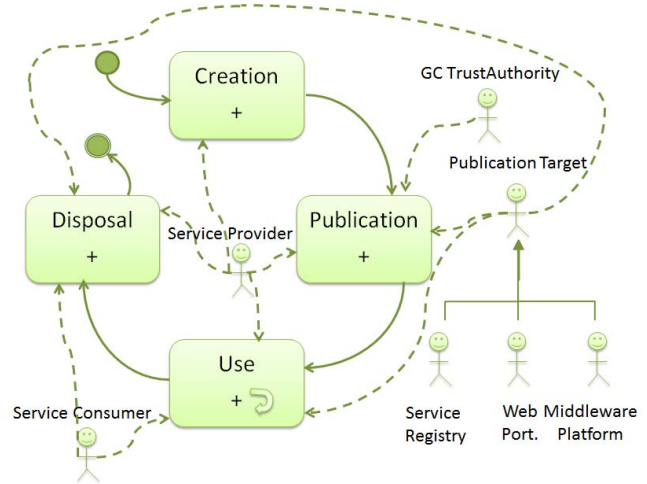 Creation
+
GC TrustAuthority
Publication Target
Disposal
+
Service Provider
Publication
+
Use
+
Service Consumer
Service
Registry
Web
Port.
Middleware
Platform